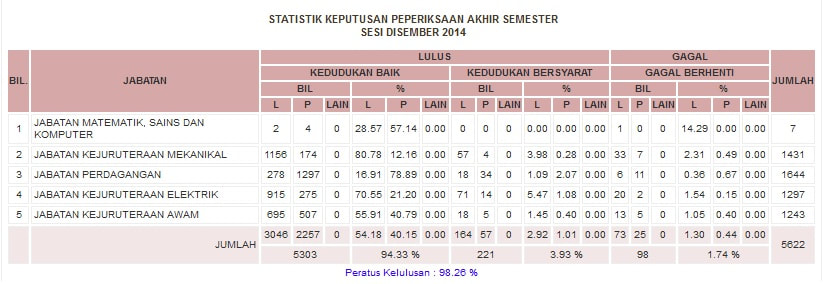 STATISTIK KEPUTUSAN PEPERIKSAAN AKHIR SEMESTER
SESI DISEMBER 2014
BIL. JABATAN LULUS GAGAL JUMLAH
KEDUDUKAN BAIK KEDUDUKAN BERSYARAT GAGAL BERHENTI
BIL % BIL % BIL %
L P LAIN L P LAIN L P LAIN L P LAIN L P LAIN L P LAIN
1 JABATAN MATEMATIK, SAINS DAN
KOMPUTER 2 4 0 28.57 57.14 0.00 0 0 0 0.00 0.00 0.00 1 0 0 14.29 0.00 0.00 7
2 JABATAN KEJURUTERAAN MEKANIKAL 1156 174 0 80.78 12.16 0.00 57 4 0 3.98 0.28 0.00 33 7 0 2.31 0.49 0.00 1431
3 JABATAN PERDAGANGAN 278 1297 0 16.91 78.89 0.00 18 34 0 1.09 2.07 0.00 6 11 0 0.36 0.67 0.00 1644
4 JABATAN KEJURUTERAAN ELEKTRIK 915 275 0 70.55 21.20 0.00 71 14 0 5.47 1.08 0.00 20 2 0 1.54 0.15 0.00 1297
5 JABATAN KEJURUTERAAN AWAM 695 507 0 55.91 40.79 0.00 18 5 0 1.45 0.40 0.00 13 5 0 1.05 0.40 0.00 1243
JUMLAH 3046 2257 0 54.18 40.15 0.00 164 57 0 2.92 1.01 0.00 73 25 0 1.30 0.44 0.00 5622
5303 94.33 % 221 3.93 % 98 1.74 %
Peratus Kelulusan : 98.26 %